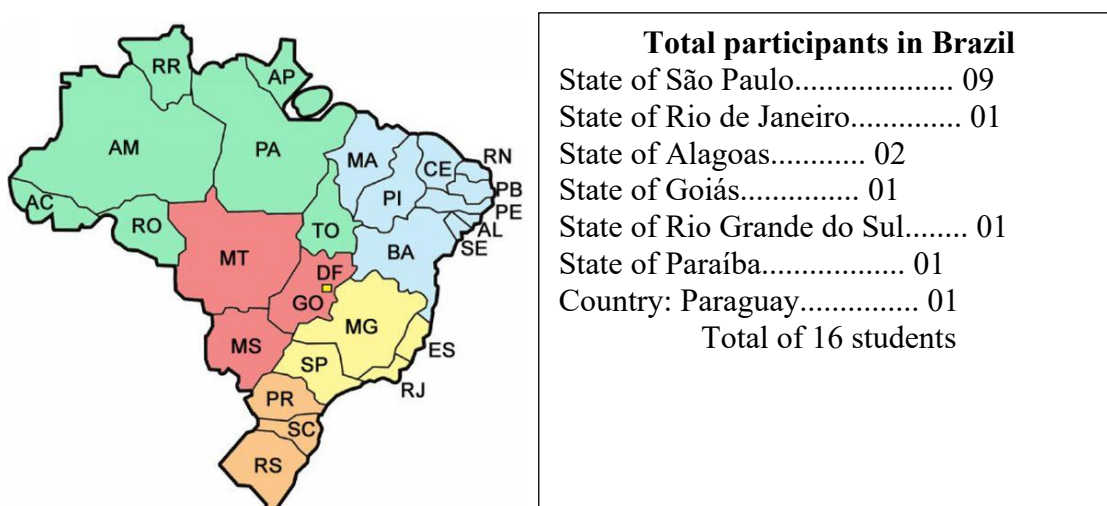 RR
AP
AM
PA
MA
CE
RN
PB
PI
PE
AC
AL
RO
TO
SE
MT
BA
DF
GO
MG
MS
ES
SP
RJ
PR
SC
RS
Total participants in Brazil
State of São Paulo.................... 09
State of Rio de Janeiro.............. 01
State of Alagoas............ 02
State of Goiás............... 01
State of Rio Grande do Sul........ 01
State of Paraíba.................. 01
Country: Paraguay............... 01
Total of 16 students